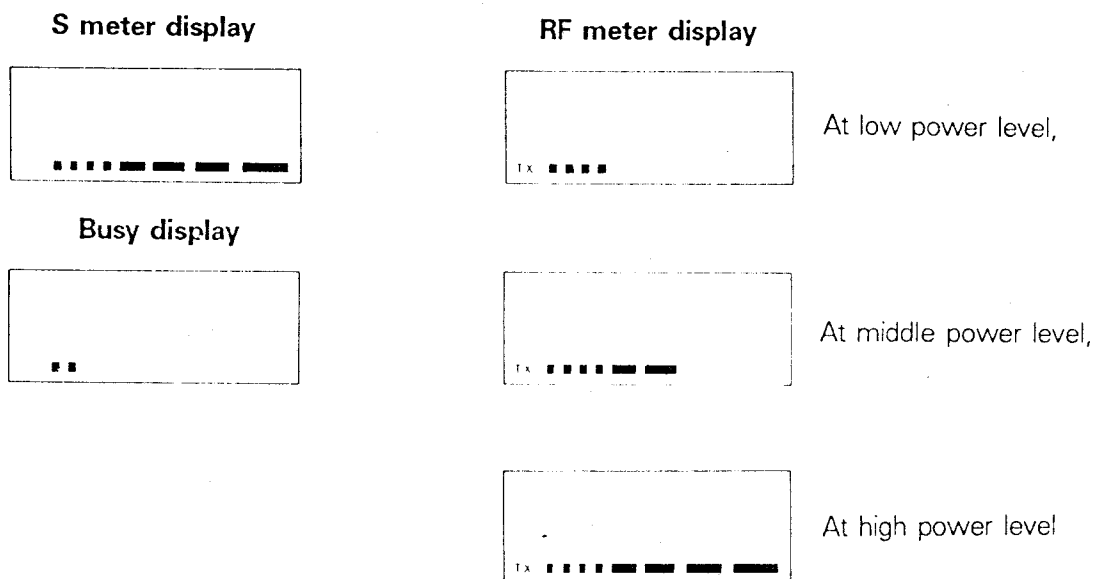 S meter display
RF meter display
At low power level,
TX
Busy display
At middle power level,
TX
At high power level
TX